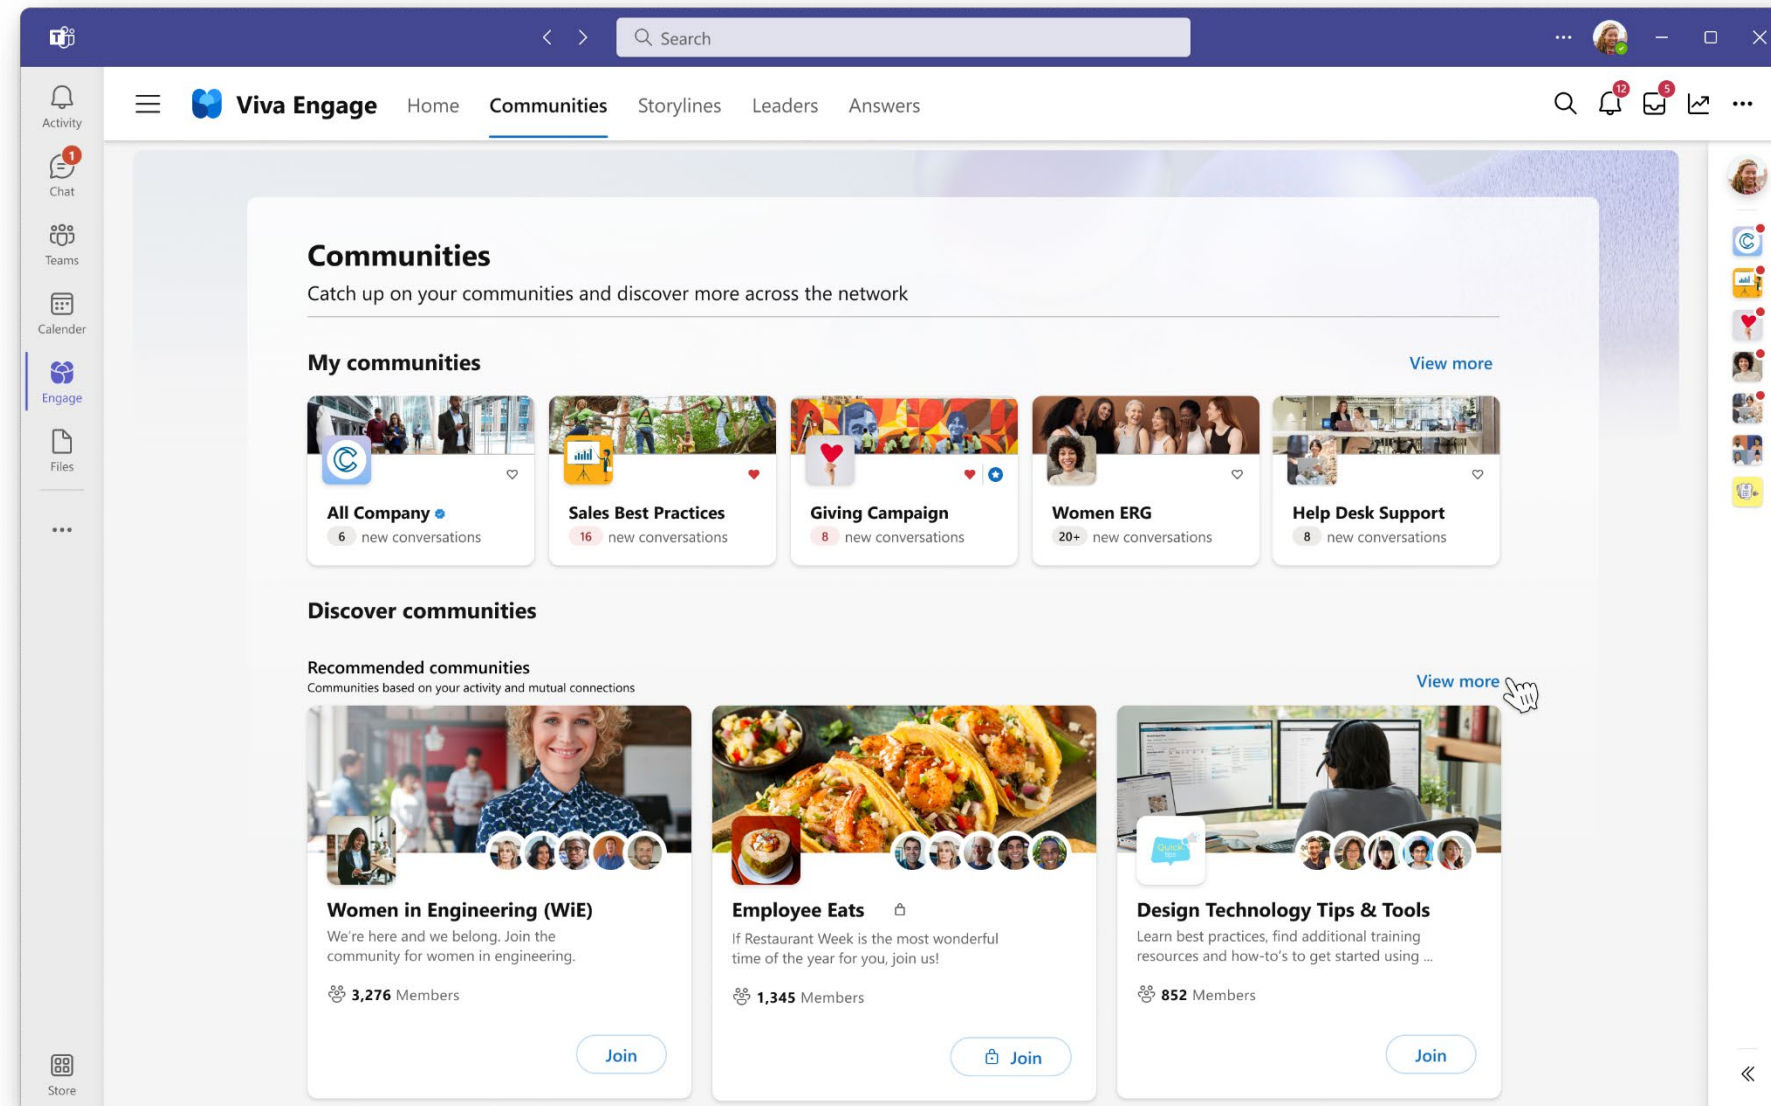 Search
Activity
1
Chat
Teams
Calender
Engage
Files
Store
Viva Engage
Home
Communities
Storylines
Leaders
Answers
12
5
Communities
Catch up on your communities and discover more across the network
My communities
View more
All Company
6 new conversations
Sales Best Practices
16 new conversations
Giving Campaign
8 new conversations
Women ERG
20+ new conversations
Help Desk Support
8 new conversations
Discover communities
Recommended communities
Communities based on your activity and mutual connections
View more
Women in Engineering (WiE)
We're here and we belong. Join the
community for women in engineering.
3,276 Members
Join
Employee Eats
If Restaurant Week is the most wonderful
time of the year for you, join us!
1,345 Members
Join
Quick
tips
Design Technology Tips & Tools
Learn best practices, find additional training
resources and how-to's to get started using ...
852 Members
Join